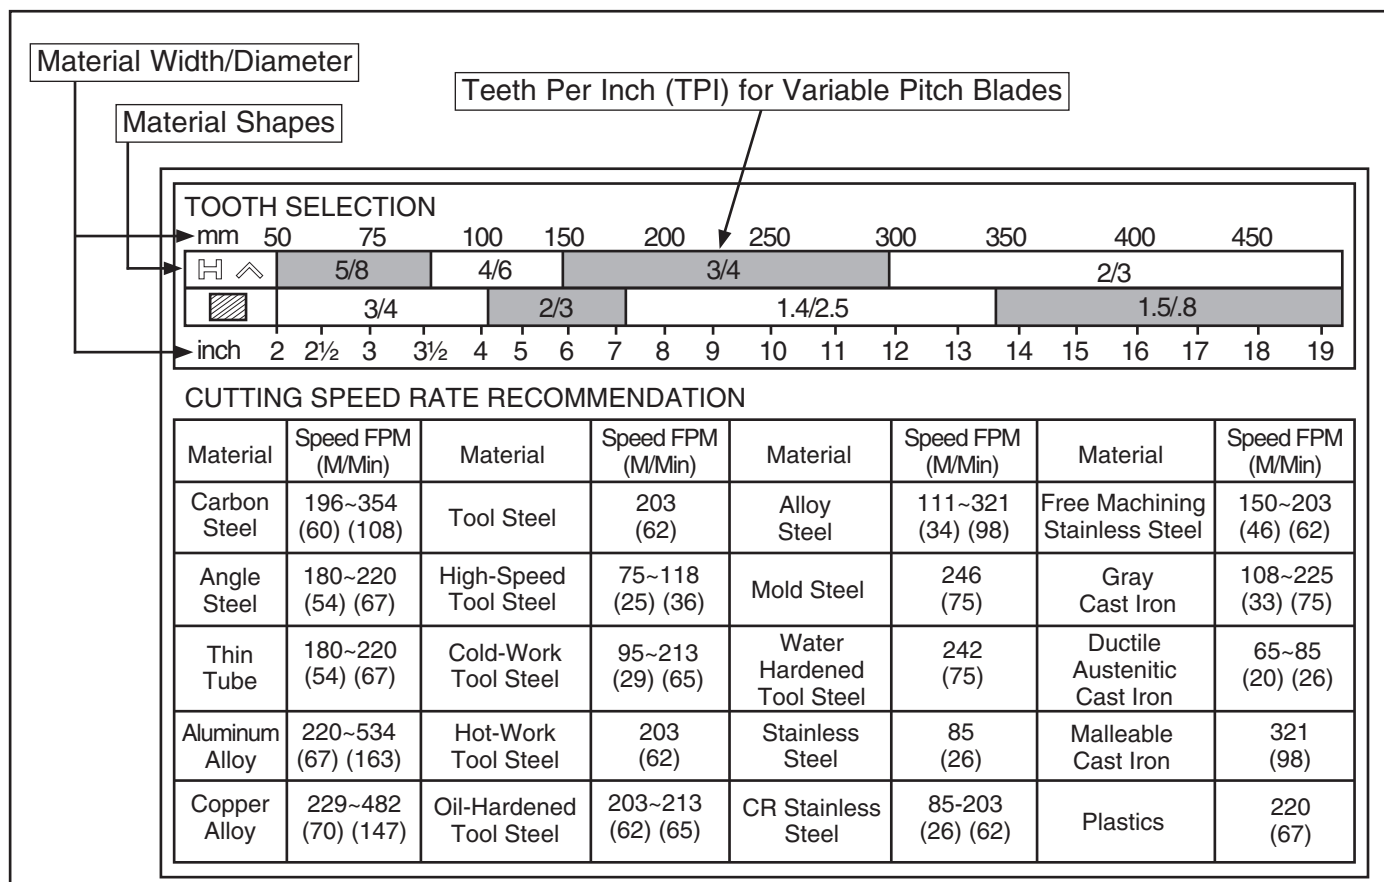 Material Width/Diameter
Teeth Per Inch (TPI) for Variable Pitch Blades
Material Shapes
TOOTH SELECTION
mm 50 75 100 150 200 250 300 350 400 450
5/8 4/6 3/4 2/3
3/4 2/3 1.4/2.5 1.5/.8
inch 2 2½ 3 3½ 4 5 6 7 8 9 10 11 12 13 14 15 16 17 18 19
CUTTING SPEED RATE RECOMMENDATION
Material Speed FPM (M/Min) Material Speed FPM (M/Min) Material Speed FPM (M/Min) Material Speed FPM (M/Min)
Carbon Steel 196~354 (60) (108) Tool Steel 203 (62) Alloy Steel 111~321 (34) (98) Free Machining Stainless Steel 150~203 (46) (62)
Angle Steel 180~220 (54) (67) High-Speed Tool Steel 75~118 (25) (36) Mold Steel 246 (75) Gray Cast Iron 108~225 (33) (75)
Thin Tube 180~220 (54) (67) Cold-Work Tool Steel 95~213 (29) (65) Water Hardened Tool Steel 242 (75) Ductile Austenitic Cast Iron 65~85 (20) (26)
Aluminum Alloy 220~534 (67) (163) Hot-Work Tool Steel 203 (62) Stainless Steel 85 (26) Malleable Cast Iron 321 (98)
Copper Alloy 229~482 (70) (147) Oil-Hardened Tool Steel 203~213 (62) (65) CR Stainless Steel 85-203 (26) (62) Plastics 220 (67)